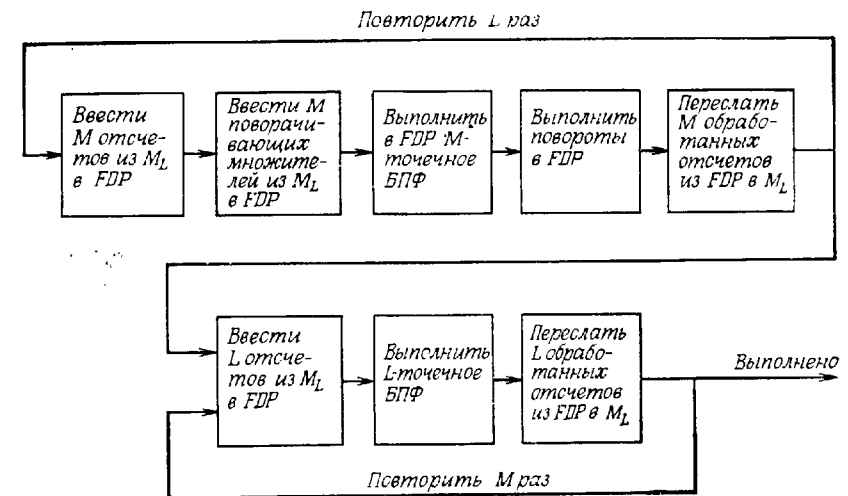 Повторить L раз
Ввести
M отсче-
тов из M_L
в FDP
Ввести M
поворачи-
вающих
множите-
лей из M_L
в FDP
Выполнить
в FDP M-
точечное
БПФ
Выполнить
повороты
в FDP
Переслать
M обрабо-
танных
отсчетов
из FDP в M_L
Ввести
L отсче-
тов из M_L
в FDP
Выполнить
L-точечное
БПФ
Переслать
L обрабо-
танных
отсчетов
из FDP в M_L
Выполнено
Повторить M раз